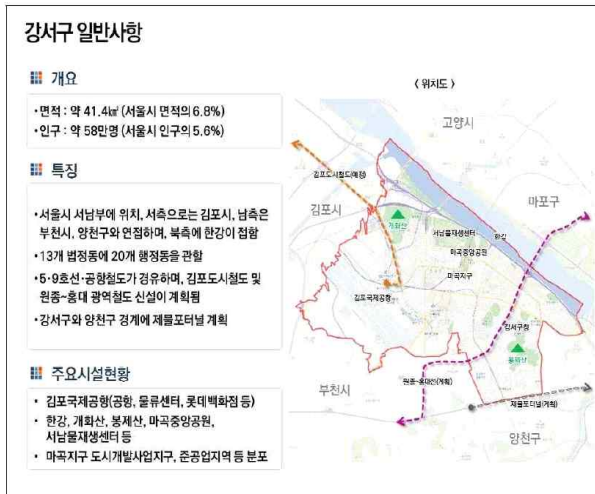 강서구 일반사항
개요
•면적 : 약 41.4㎢ (서울시 면적의 6.8%)
•인구 : 약 58만명 (서울시 인구의 5.6%)
특징
•서울시 서남부에 위치, 서측으로는 김포시, 남측은
부천시, 양천구와 연접하며, 북측에 한강이 접함
•13개 법정동에 20개 행정동을 관할
•5·9호선·공항철도가 경유하며, 김포도시철도 및
원종~홍대 광역철도 신설이 계획됨
•강서구와 양천구 경계에 제물포터널 계획
주요시설현황
• 김포국제공항(공항, 물류센터, 롯데백화점 등)
• 한강, 개화산, 봉제산, 마곡중앙공원,
서남물재생센터 등
• 마곡지구 도시개발사업지구, 준공업지역 등 분포
< 위치도 >
고양시
김포도시철도(예정)
김포시
마포구
개화산
서남물재생센터
한강
마곡중앙공원
마곡지구
김포국제공항
강서구청
봉제산
부천시
원종~홍대선(계획)
제물포터널(계획)
양천구